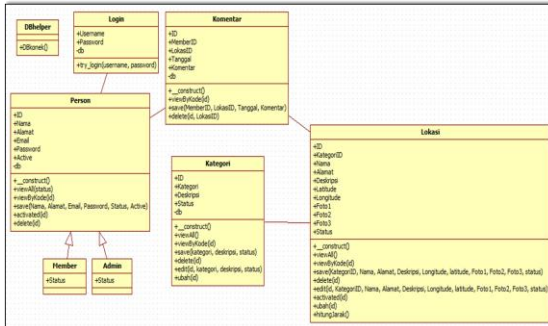 DBhelper
+DBkonek()
Login
+Username
+Password
-db
+try_login(username, password)
Komentar
+ID
+MemberID
+LokasiID
+Tanggal
+Komentar
-db
+__construct()
+viewByKode(id)
+save(MemberID, LokasiID, Tanggal, Komentar)
+delete(id, LokasiID)
Person
+ID
+Nama
+Alamat
+Email
+Password
+Active
-db
+__construct()
+viewAll(status)
+viewByKode(id)
+save(Nama, Alamat, Email, Password, Status, Active)
+activated(id)
+delete(id)
Member
+Status
Admin
+Status
Kategori
+ID
+Kategori
+Deskripsi
+Status
-db
+__construct()
+viewAll()
+viewByKode(id)
+save(kategori, deskripsi, status)
+delete(id)
+edit(id, kategori, deskripsi, status)
+ubah(id)
Lokasi
+ID
+KategoriID
+Nama
+Alamat
+Deskripsi
+Latitude
+Longitude
+Foto1
+Foto2
+Foto3
+Status
+__construct()
+viewAll()
+viewByKode(id)
+save(KategoriID, Nama, Alamat, Deskripsi, Longitude, latitude, Foto1, Foto2, Foto3, status)
+delete(id)
+edit(id, KategoriID, Nama, Alamat, Deskripsi, Longitude, latitude, Foto1, Foto2, Foto3, status)
+activated(id)
+ubah(id)
+hitungJarak()